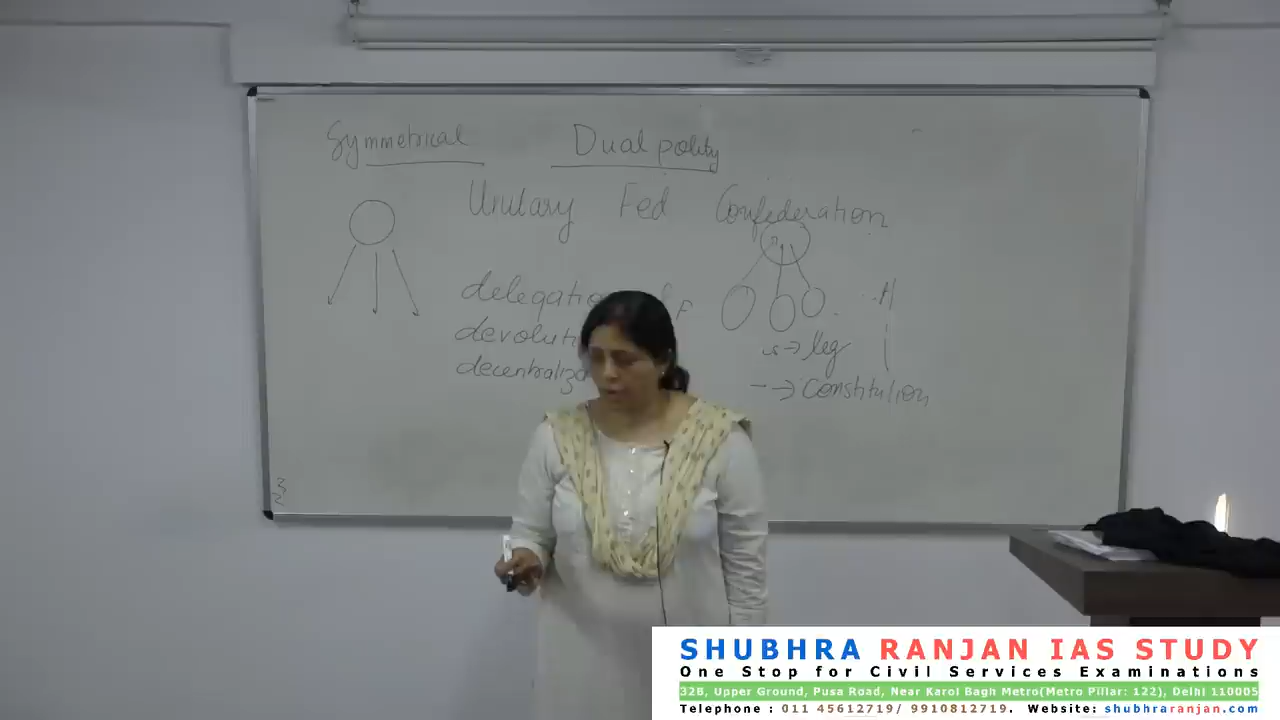 Symmetrical Dual polity
Unitary Fed Confederation
delegation
devoluti
decentraliza
→ leg
→ Constitution
SHUBHRA RANJAN IAS STUDY
One Stop for Civil Services Examinations
32B, Upper Ground, Pusa Road, Near Karol Bagh Metro(Metro Pillar: 122), Delhi 110005
Telephone : 011 45612719/ 9910812719. Website: shubhraranjan.com